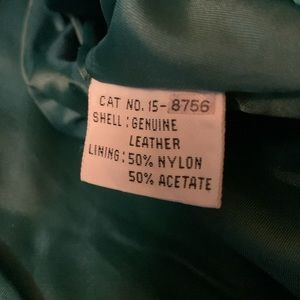 CAT NO. 15-8756
SHELL: GENUINE
LEATHER
LINING: 50% NYLON
50% ACETATE